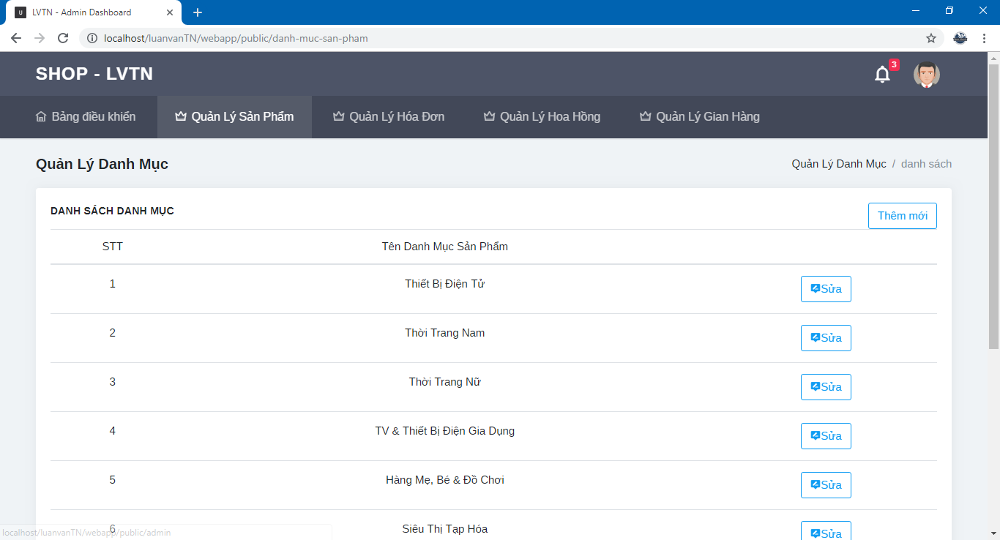 U LVTN - Admin Dashboard
localhost/luanvanTN/webapp/public/danh-muc-san-pham
SHOP - LVTN
3
Bảng điều khiển Quản Lý Sản Phẩm Quản Lý Hóa Đơn Quản Lý Hoa Hồng Quản Lý Gian Hàng
Quản Lý Danh Mục
Quản Lý Danh Mục / danh sách
DANH SÁCH DANH MỤC
Thêm mới
STT Tên Danh Mục Sản Phẩm
1 Thiết Bị Điện Tử Sửa
2 Thời Trang Nam Sửa
3 Thời Trang Nữ Sửa
4 TV & Thiết Bị Điện Gia Dụng Sửa
5 Hàng Mẹ, Bé & Đồ Chơi Sửa
6 Siêu Thị Tạp Hóa Sửa
localhost/luanvanTN/webapp/public/admin